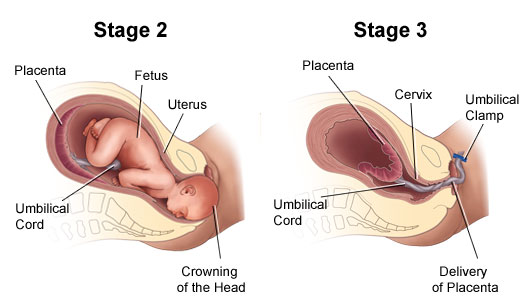 Stage 2
Placenta
Fetus
Uterus
Umbilical
Cord
Crowning
of the Head
Stage 3
Placenta
Cervix
Umbilical
Clamp
Umbilical
Cord
Delivery
of Placenta